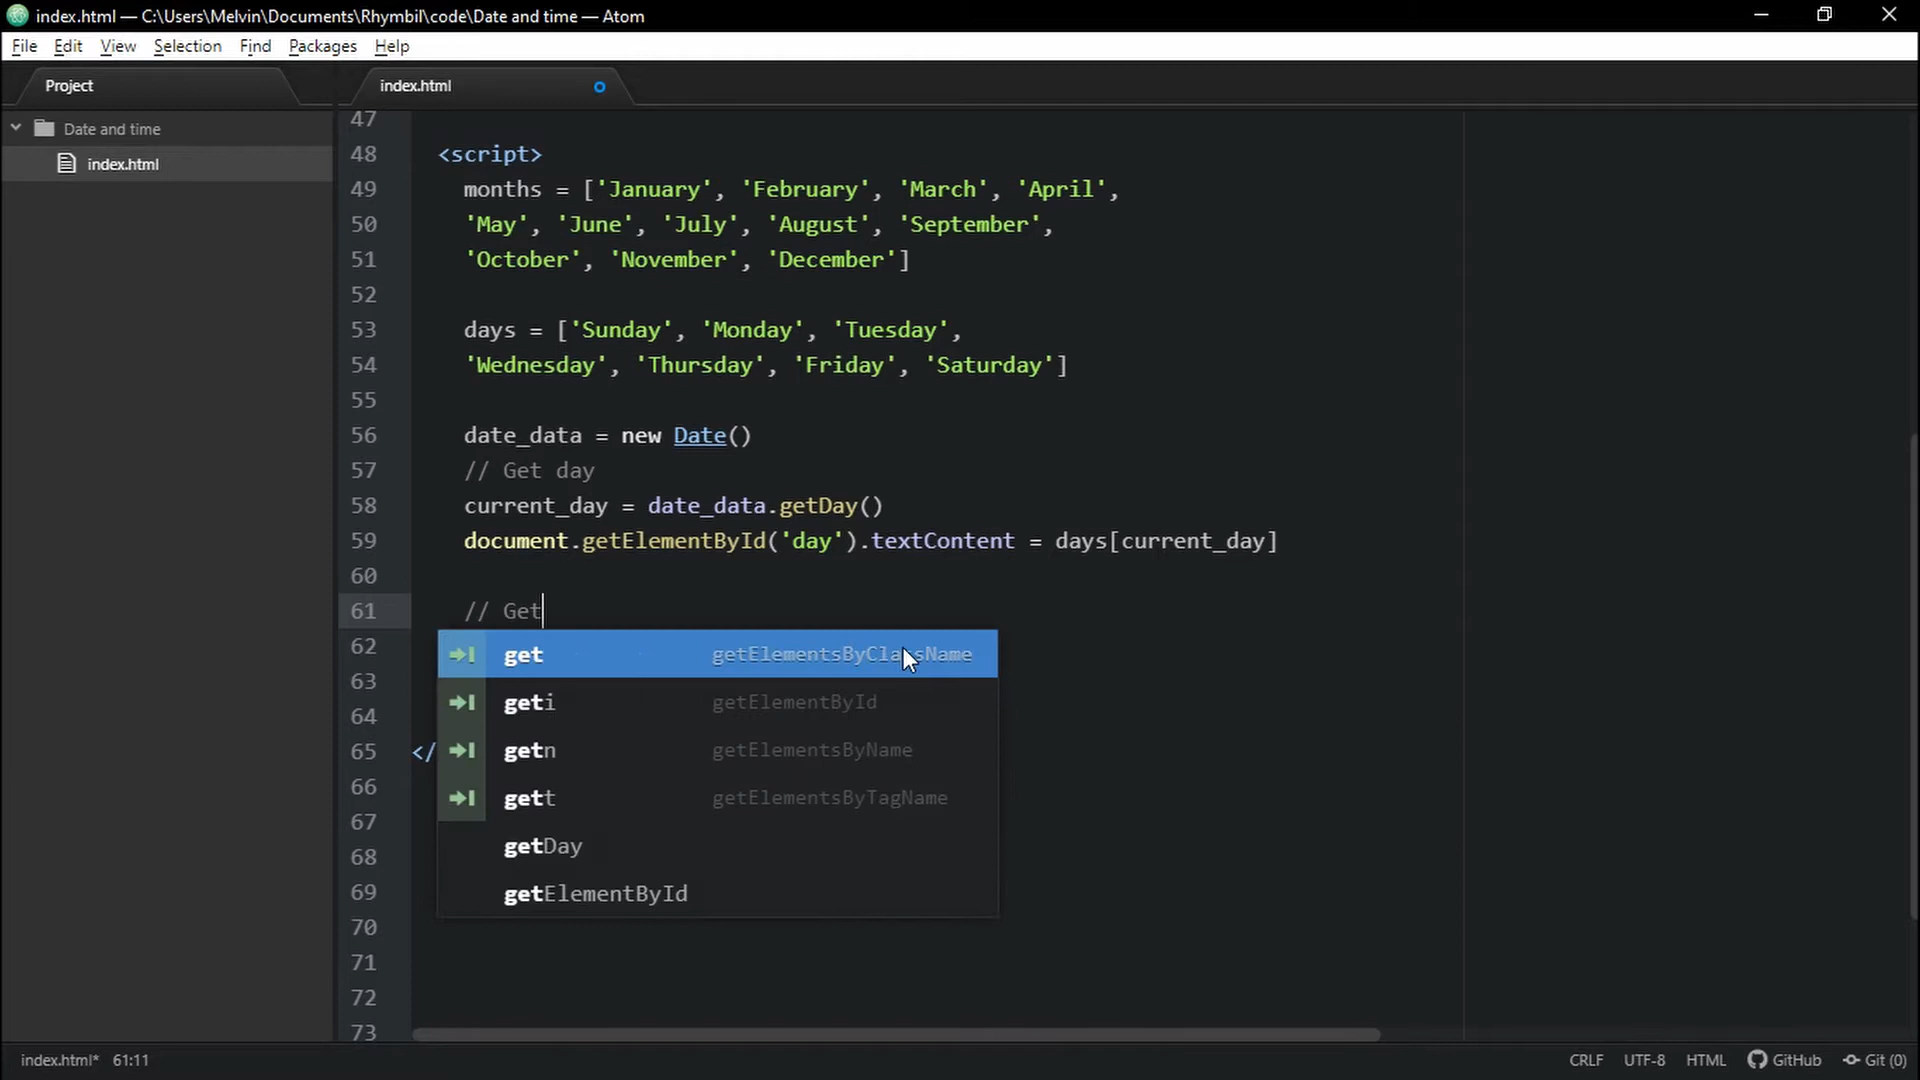 index.html — C:\Users\Melvin\Documents\Rhymbil\code\Date and time — Atom
File Edit View Selection Find Packages Help
Project
index.html
Date and time
index.html
47
48 <script>
49 months = ['January', 'February', 'March', 'April',
50 'May', 'June', 'July', 'August', 'September',
51 'October', 'November', 'December']
52
53 days = ['Sunday', 'Monday', 'Tuesday',
54 'Wednesday', 'Thursday', 'Friday', 'Saturday']
55
56 date_data = new Date()
57 // Get day
58 current_day = date_data.getDay()
59 document.getElementById('day').textContent = days[current_day]
60
61 // Get
62 get getElementsByClassName
63 geti getElementById
64
65 </ getn getElementsByName
66 gett getElementsByTagName
67
68 getDay
69 getElementById
70
71
72
73
index.html* 61:11 CRLF UTF-8 HTML GitHub Git (0)